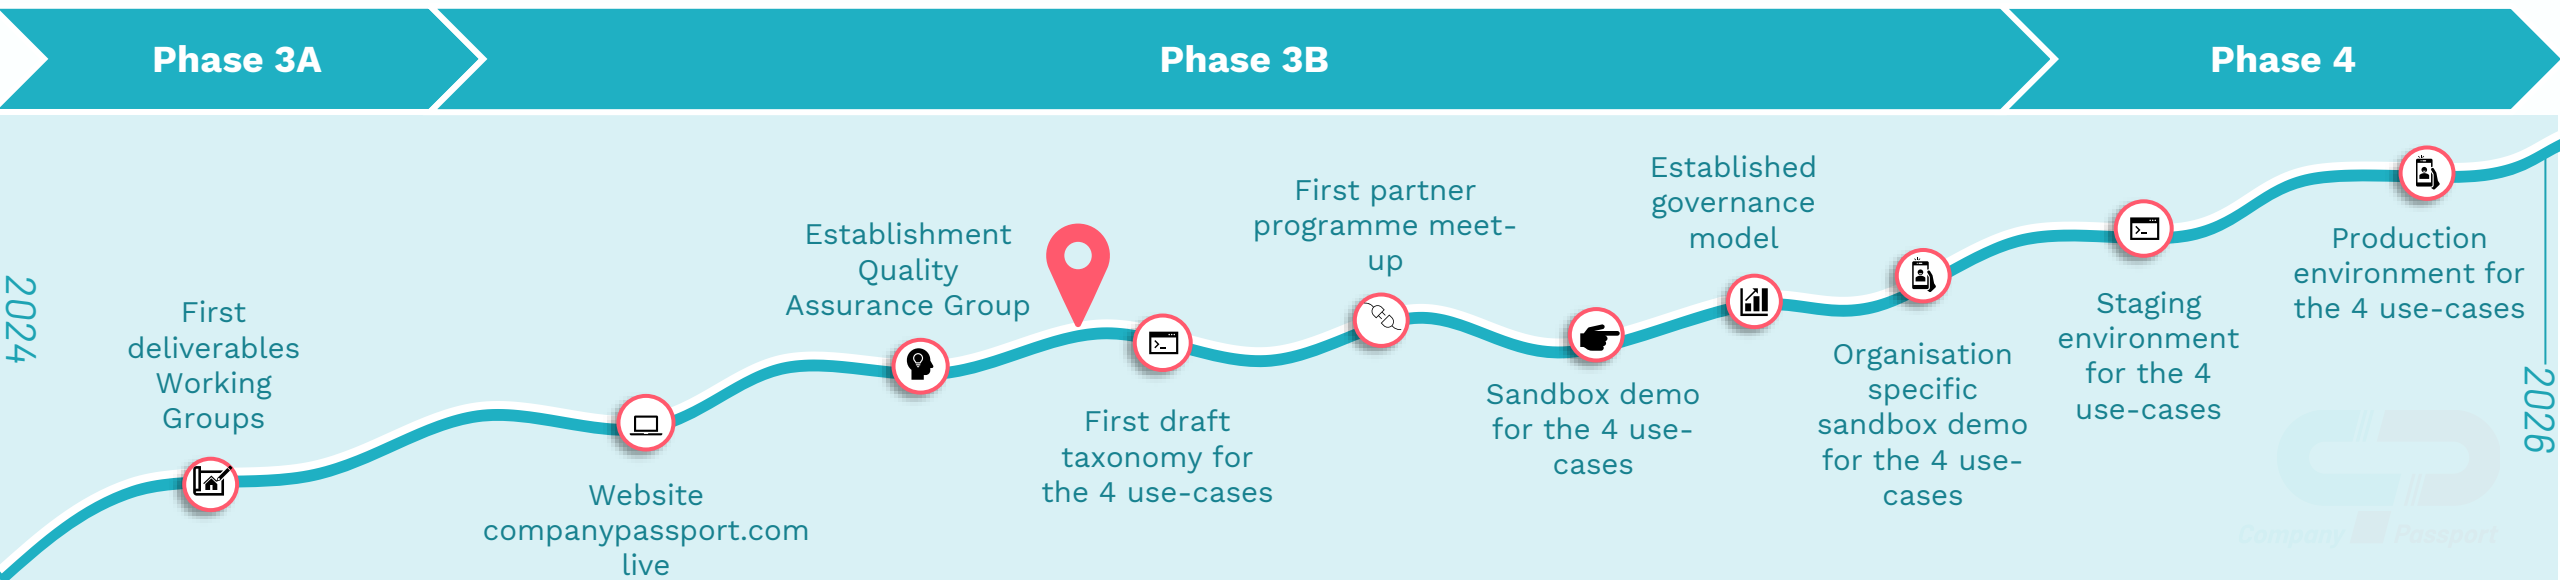 Phase 3A
Phase 3B
Phase 4
2024
First
deliverables
Working
Groups
Website
companypassport.com
live
Establishment
Quality
Assurance Group
First draft
taxonomy for
the 4 use-cases
First partner
programme meet-
up
Sandbox demo
for the 4 use-
cases
Established
governance
model
Organisation
specific
sandbox demo
for the 4 use-
cases
Staging
environment
for the 4
use-cases
Production
environment for
the 4 use-cases
2026
Company Passport